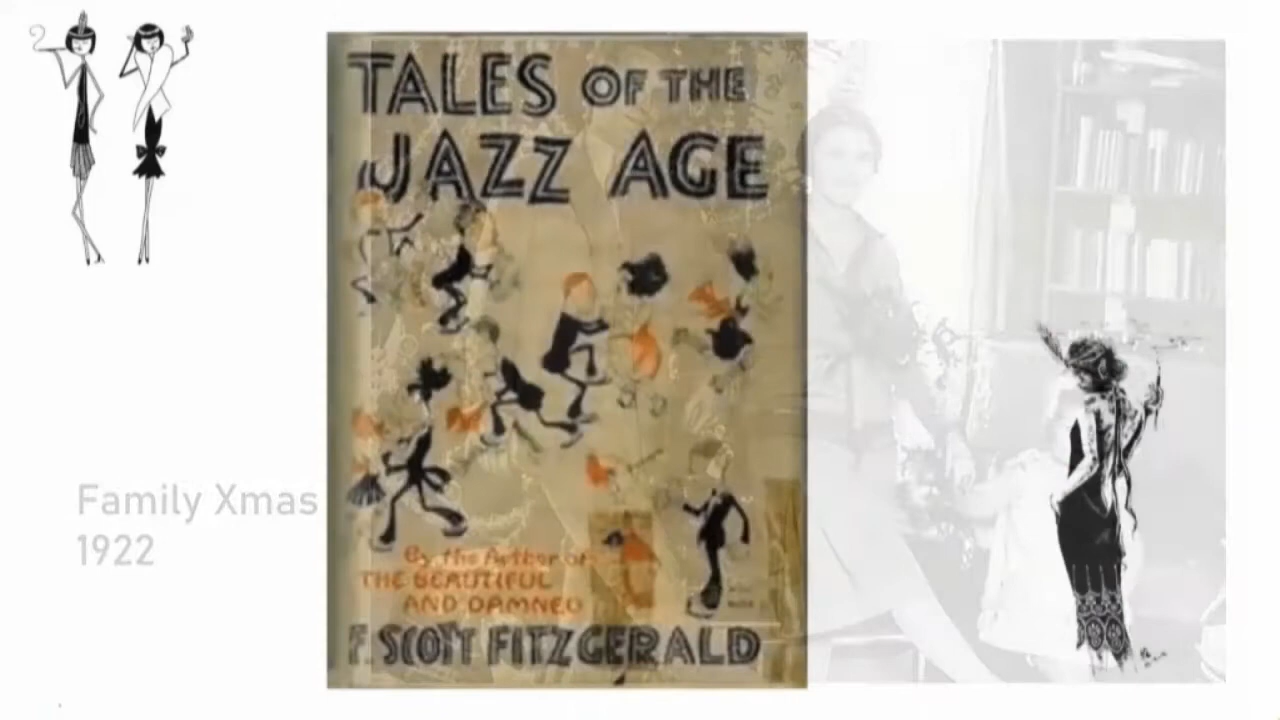 TALES OF THE
JAZZ AGE
Family Xmas
1922
By the Author of
THE BEAUTIFUL
AND DAMNED
F. SCOTT FITZGERALD